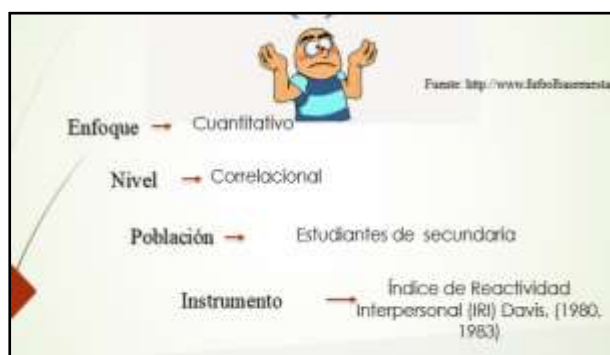 Fuente: http://www.
Enfoque → Cuantitativo
Nivel → Correlacional
Población → Estudiantes de secundaria
Instrumento → Índice de Reactividad
Interpersonal (IRI) Davis, (1980,
1983)